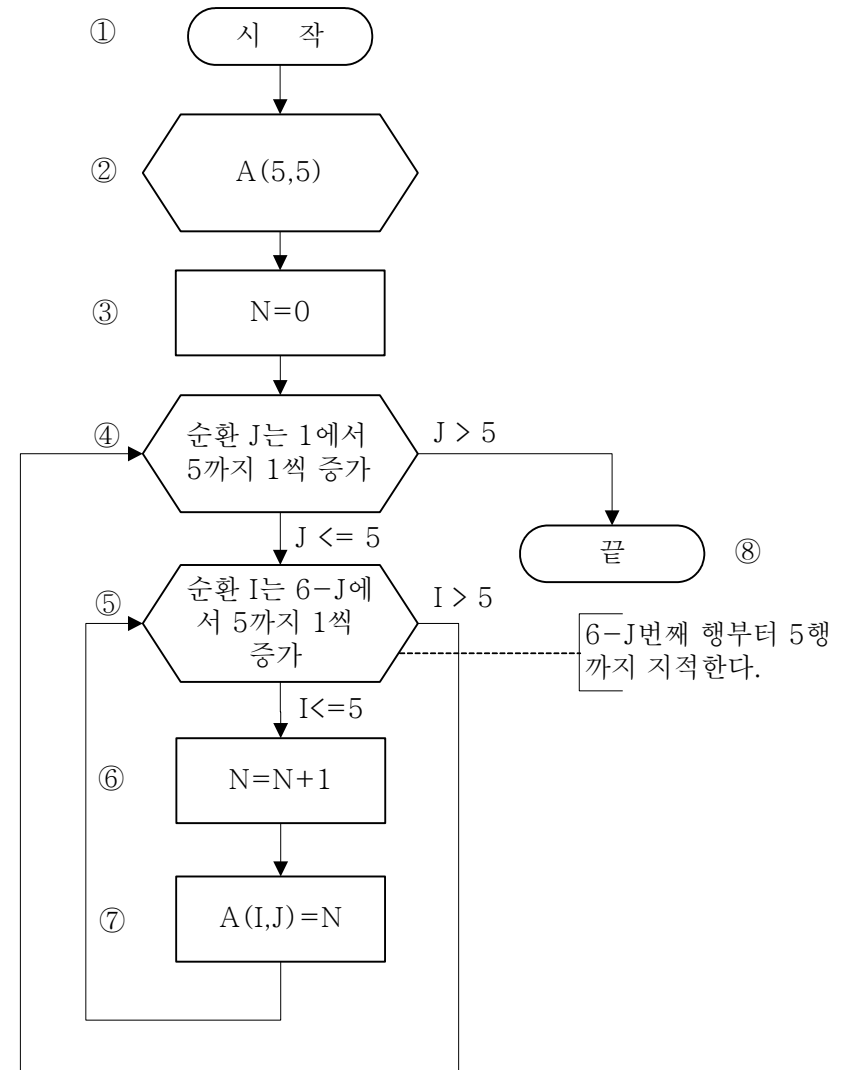 ① 시 작
② A(5,5)
③ N=0
④ 순환 J는 1에서
5까지 1씩 증가
J > 5
J <= 5
끝 ⑧
⑤ 순환 I는 6-J에
서 5까지 1씩
증가
I > 5
6-J번째 행부터 5행
까지 지적한다.
I<=5
⑥ N=N+1
⑦ A(I,J)=N